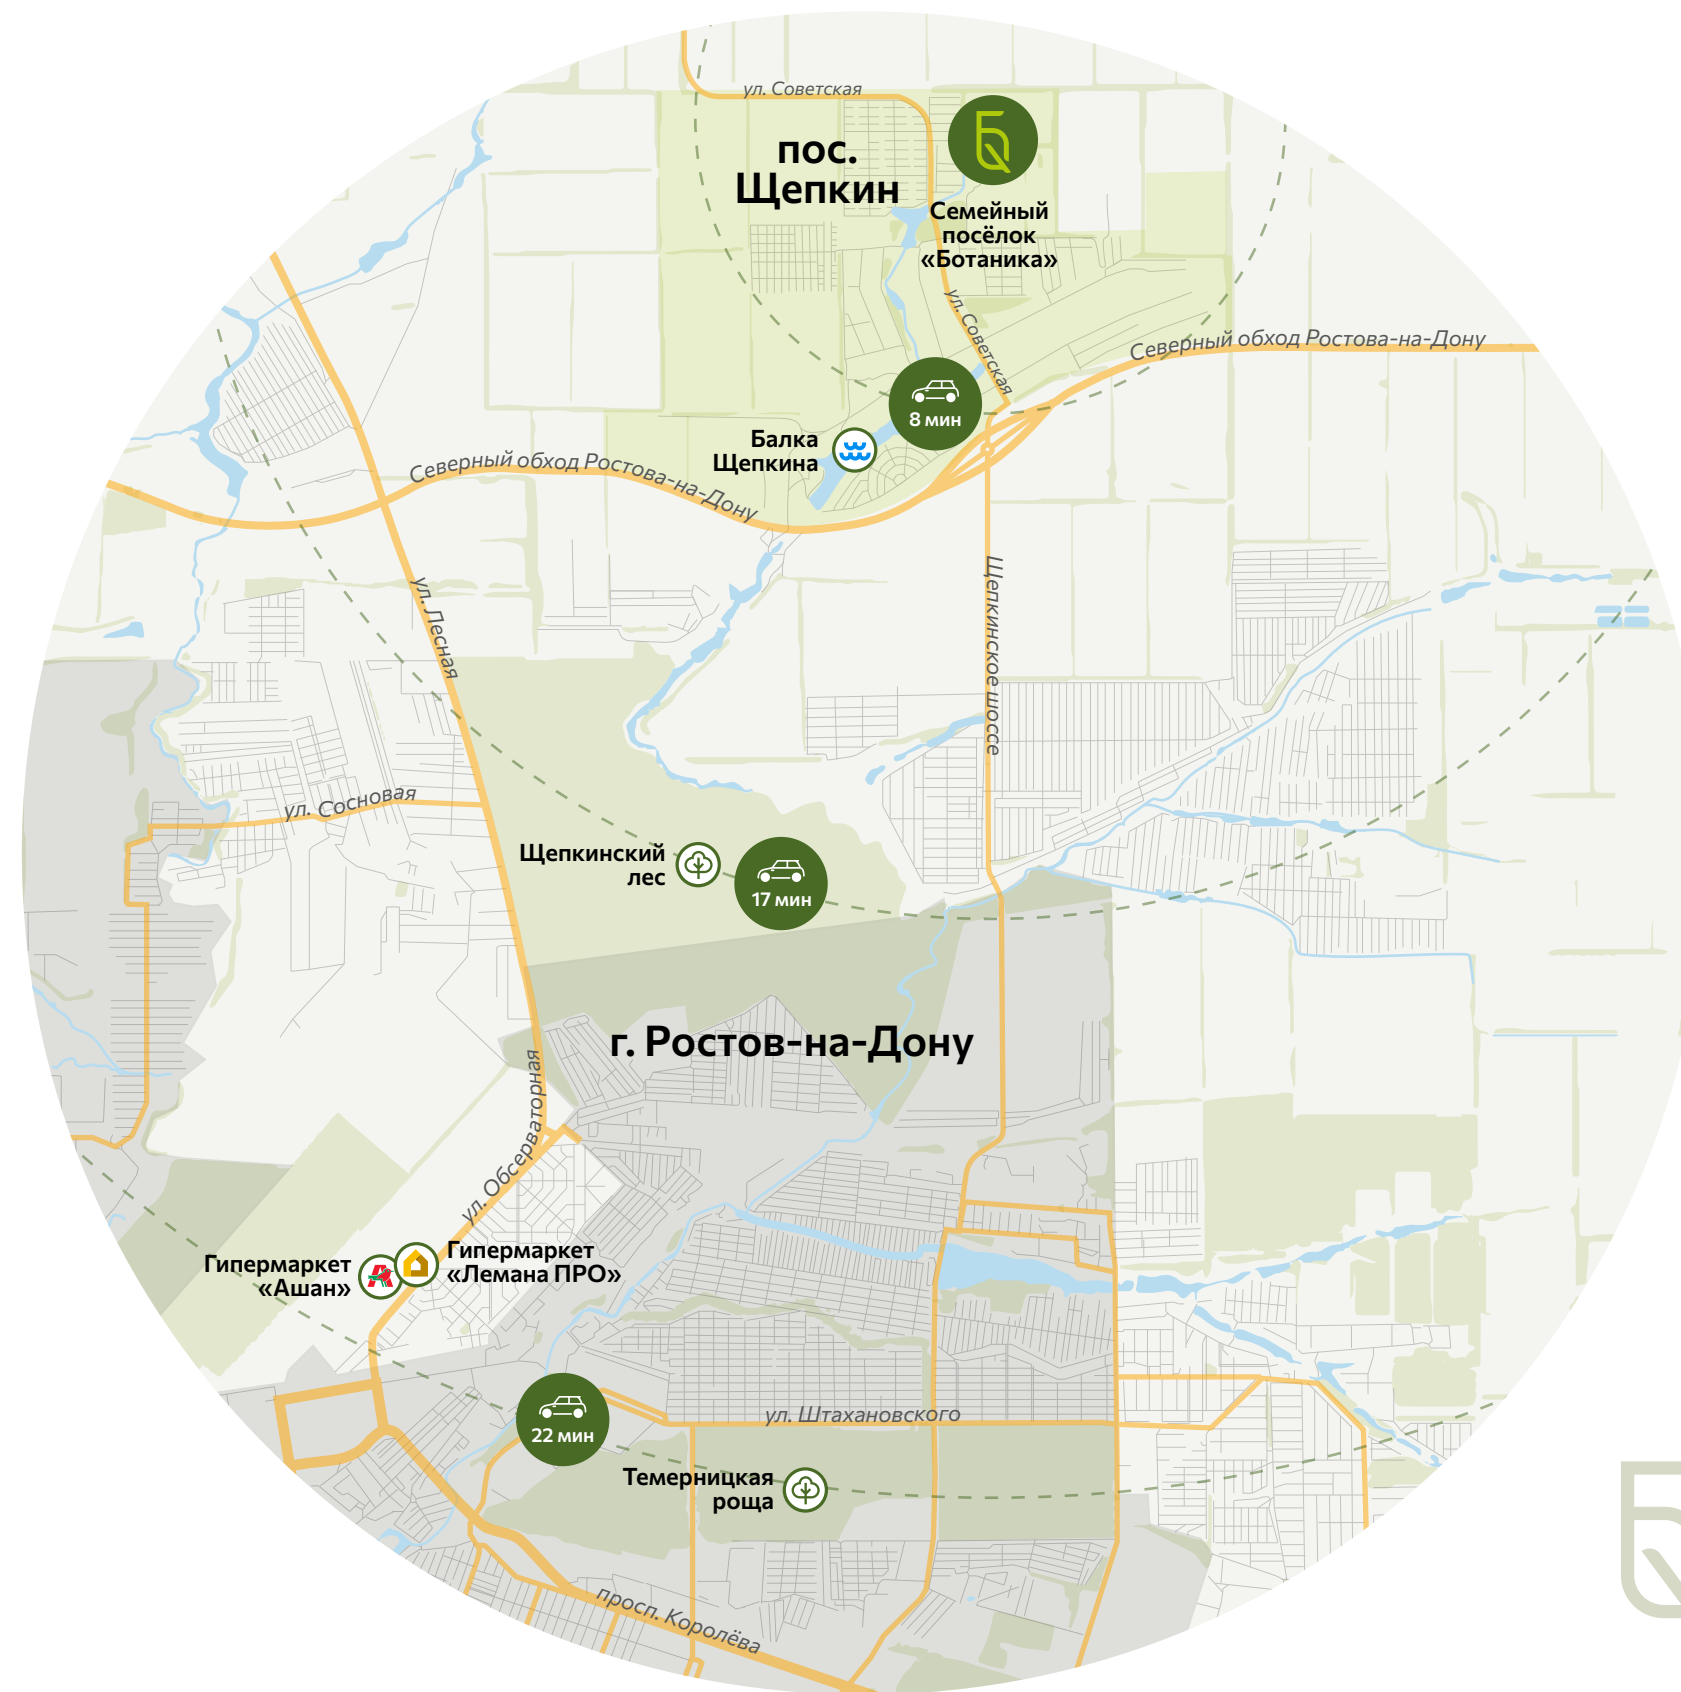 ул. Советская
пос.
Щепкин
Семейный
посёлок
«Ботаника»
ул. Советская
Северный обход Ростова-на-Дону
8 мин
Балка
Щепкина
Северный обход Ростова-на-Дону
ул. Лесная
Щепкинское шоссе
ул. Сосновая
Щепкинский
лес
17 мин
г. Ростов-на-Дону
ул. Обсерваторная
Гипермаркет
«Ашан»
Гипермаркет
«Лемана ПРО»
22 мин
ул. Штахановского
Темерницкая
роща
просп. Королёва